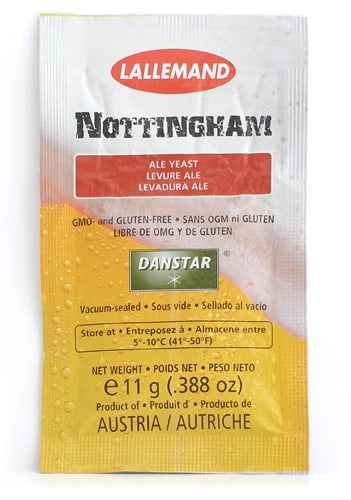 LALLEMAND
NOTTINGHAM
ALE YEAST
LEVURE ALE
LEVADURA ALE
GMO- and GLUTEN-FREE • SANS OGM ni GLUTEN
LIBRE DE OMG Y DE GLUTEN
DANSTAR ®
Vacuum-sealed • Sous vide • Sellado al vacío
Store at • Entreposez à • Almacene entre
5°-10°C (41°-50°F)
NET WEIGHT • POIDS NET • PESO NETO
e 11 g (.388 oz)
Product of • Produit d' • Producto de
AUSTRIA / AUTRICHE